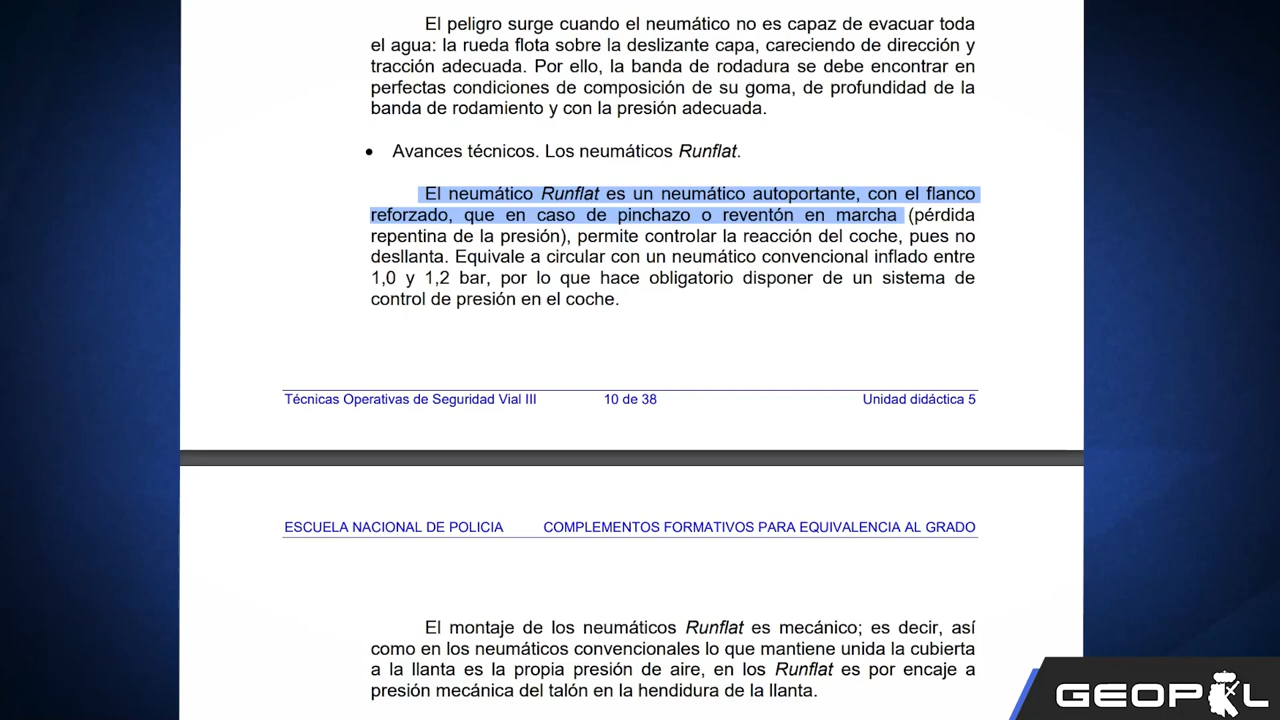 El peligro surge cuando el neumático no es capaz de evacuar toda
el agua: la rueda flota sobre la deslizante capa, careciendo de dirección y
tracción adecuada. Por ello, la banda de rodadura se debe encontrar en
perfectas condiciones de composición de su goma, de profundidad de la
banda de rodamiento y con la presión adecuada.
• Avances técnicos. Los neumáticos Runflat.
El neumático Runflat es un neumático autoportante, con el flanco
reforzado, que en caso de pinchazo o reventón en marcha (pérdida
repentina de la presión), permite controlar la reacción del coche, pues no
desllanta. Equivale a circular con un neumático convencional inflado entre
1,0 y 1,2 bar, por lo que hace obligatorio disponer de un sistema de
control de presión en el coche.
Técnicas Operativas de Seguridad Vial III 10 de 38 Unidad didáctica 5
ESCUELA NACIONAL DE POLICIA COMPLEMENTOS FORMATIVOS PARA EQUIVALENCIA AL GRADO
El montaje de los neumáticos Runflat es mecánico; es decir, así
como en los neumáticos convencionales lo que mantiene unida la cubierta
a la llanta es la propia presión de aire, en los Runflat es por encaje a
presión mecánica del talón en la hendidura de la llanta.
GEOPOL